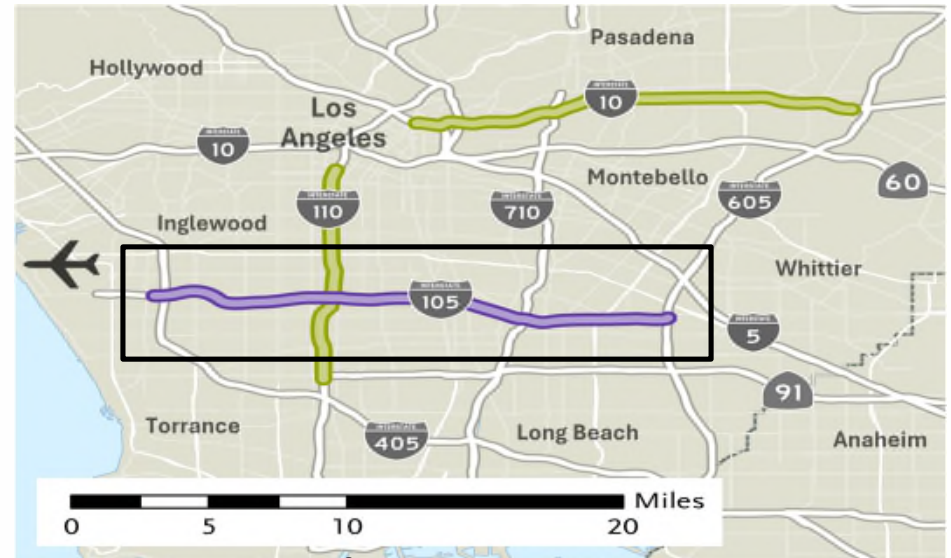 Pasadena
Hollywood
INTERSTATE
10
Los
Angeles
INTERSTATE
10
Montebello
60
INTERSTATE
110
INTERSTATE
710
INTERSTATE
605
Inglewood
Whittier
INTERSTATE
105
INTERSTATE
5
91
Torrance
INTERSTATE
405
Long Beach
Anaheim
Miles
0 5 10 20